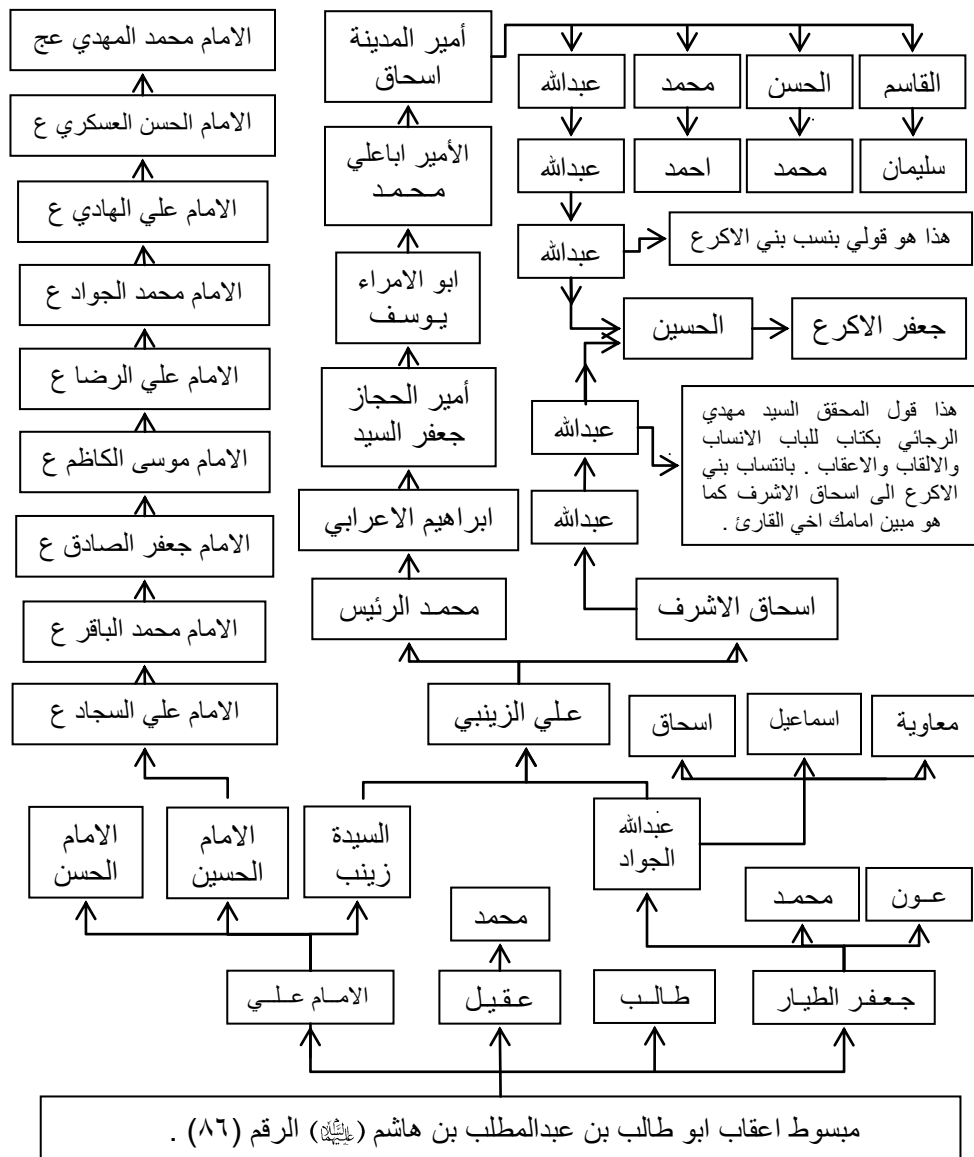 الامام محمد المهدي عج
الامام الحسن العسكري ع
الامام علي الهادي ع
الامام محمد الجواد ع
الامام علي الرضا ع
الامام موسى الكاظم ع
الامام جعفر الصادق ع
الامام محمد الباقر ع
الامام علي السجاد ع
أمير المدينة
اسحاق
الأمير اباعلي
محمد
ابو الامراء
يوسف
أمير الحجاز
جعفر السيد
ابراهيم الاعرابي
محمد الرئيس
القاسم
الحسن
محمد
عبدالله
سليمان
محمد
احمد
عبدالله
عبدالله
هذا هو قولي بنسب بني الاكرع
جعفر الاكرع
الحسين
هذا قول المحقق السيد مهدي
الرجائي بكتاب للباب الانساب
والالقاب والاعقاب . بانتساب بني
الاكرع الى اسحاق الاشرف كما
هو مبين امامك اخي القارئ .
عبدالله
عبدالله
اسحاق الاشرف
علي الزينبي
معاوية
اسماعيل
اسحاق
عبدالله
الجواد
السيدة
زينب
الامام
الحسين
الامام
الحسن
عون
محمد
محمد
جعفر الطيار
طالب
عقيل
الامام علي
مبسوط اعقاب ابو طالب بن عبدالمطلب بن هاشم (عليهما السلام) الرقم (٨٦) .